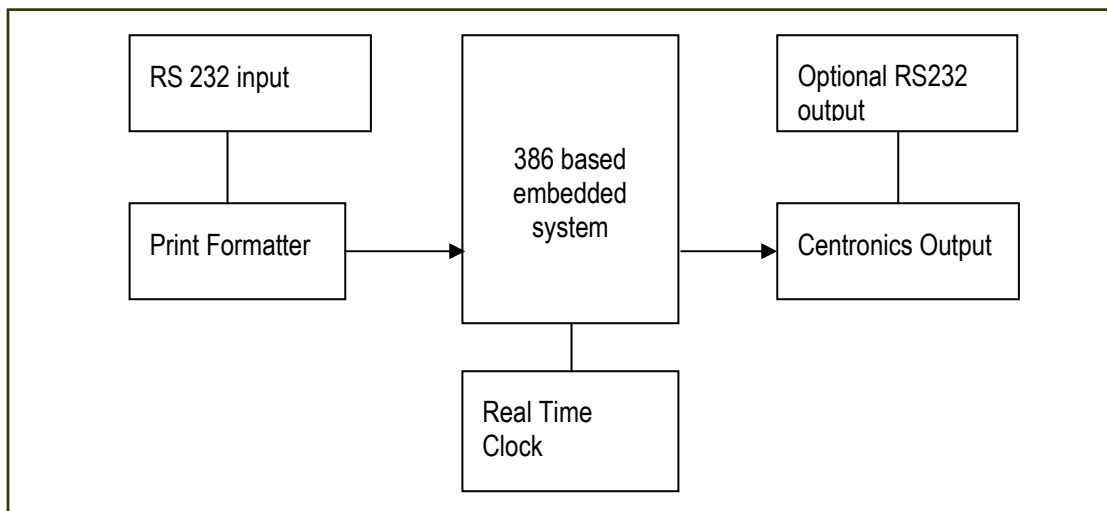 RS 232 input
386 based
embedded
system
Optional RS232
output
Print Formatter
Centronics Output
Real Time
Clock